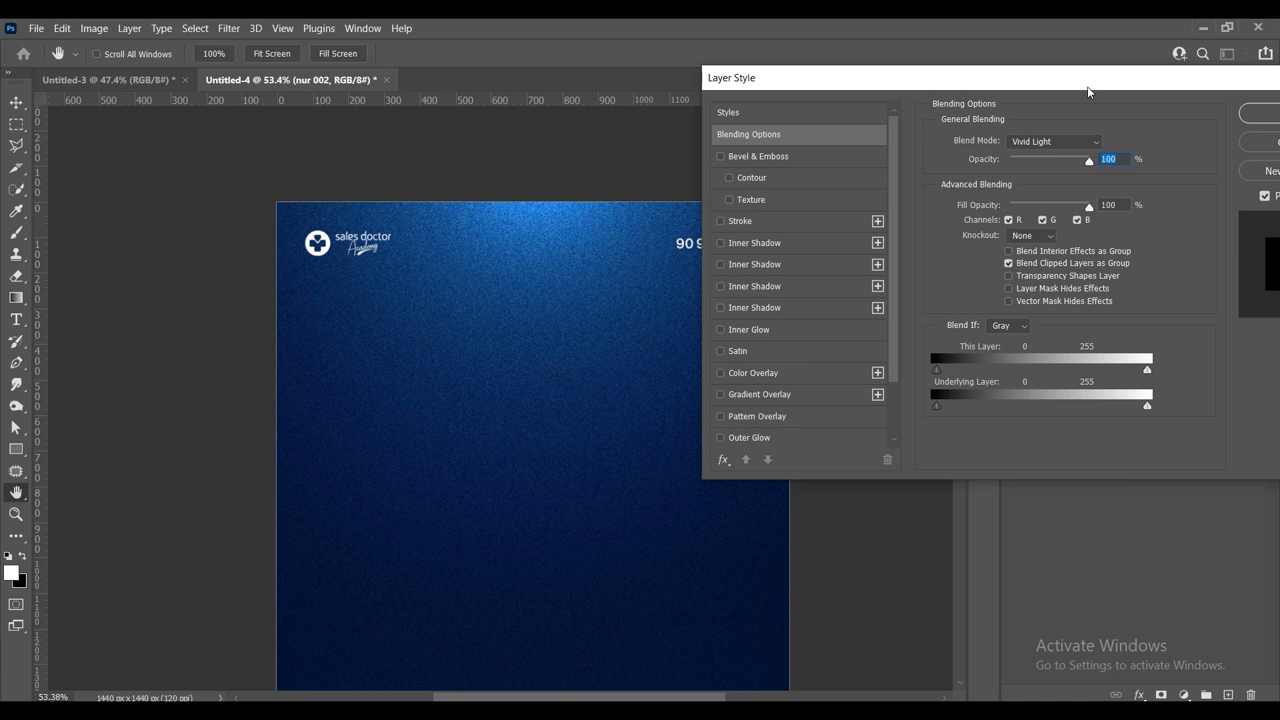 Ps File Edit Image Layer Type Select Filter 3D View Plugins Window Help
Scroll All Windows 100% Fit Screen Fill Screen
Untitled-3 @ 47.4% (RGB/8#) * × Untitled-4 @ 53.4% (nur 002, RGB/8#) * ×
Layer Style
600 500 400 300 200 100 0 100 200 300 400 500 600 700 800 900 1000 1100
Styles
Blending Options
Bevel & Emboss
Contour
Texture
Stroke
Inner Shadow
Inner Shadow
Inner Shadow
Inner Shadow
Inner Glow
Satin
Color Overlay
Gradient Overlay
Pattern Overlay
Outer Glow
fx
Blending Options
General Blending
Blend Mode: Vivid Light
Opacity: 100 %
Advanced Blending
Fill Opacity: 100 %
Channels: R G B
Knockout: None
Blend Interior Effects as Group
Blend Clipped Layers as Group
Transparency Shapes Layer
Layer Mask Hides Effects
Vector Mask Hides Effects
Blend If: Gray
This Layer: 0 255
Underlying Layer: 0 255
New
P
sales doctor
Academy
90 9
Activate Windows
Go to Settings to activate Windows.
53.38% 1440 px x 1440 px (120 ppi)
fx